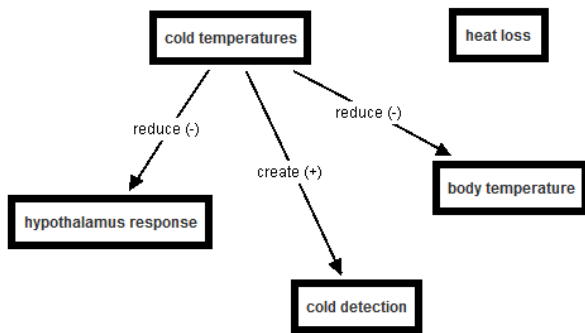 cold temperatures
heat loss
reduce (-)
reduce (-)
create (+)
body temperature
hypothalamus response
cold detection